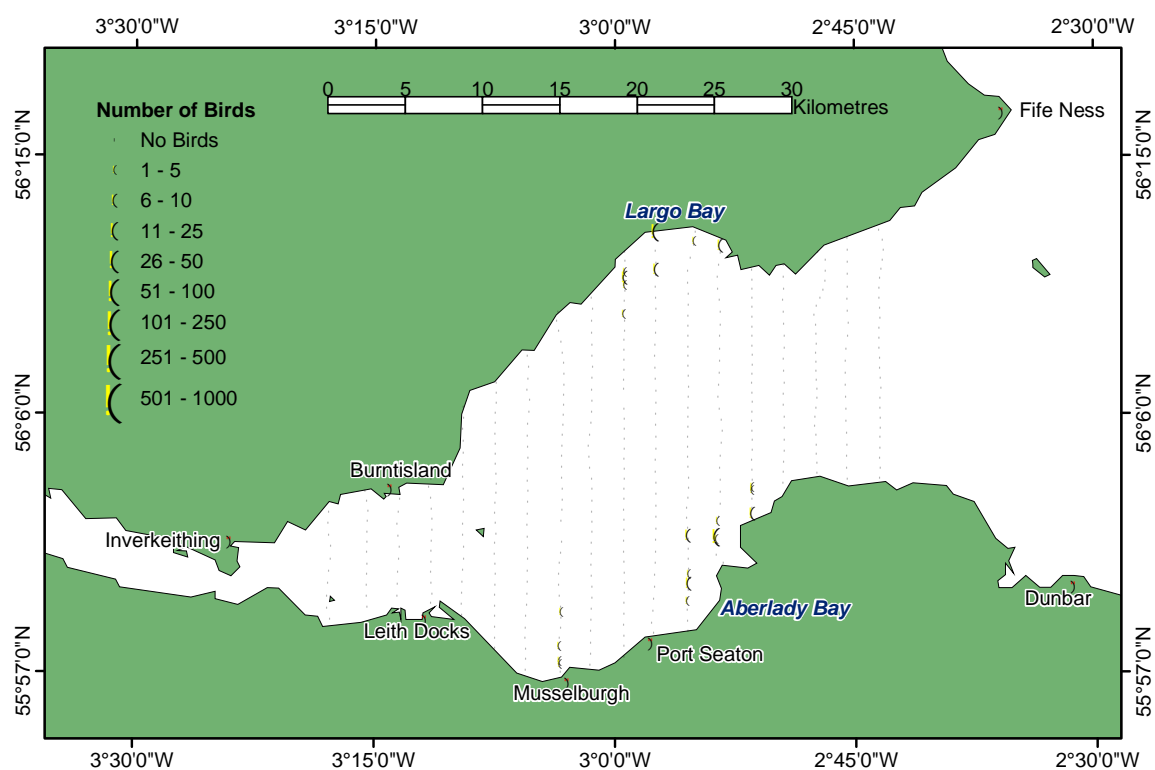 3°30'0"W 3°15'0"W 3°0'0"W 2°45'0"W 2°30'0"W
0 5 10 15 20 25 30
Kilometres
Number of Birds
No Birds
1 - 5
6 - 10
11 - 25
26 - 50
51 - 100
101 - 250
251 - 500
501 - 1000
Fife Ness
56°15'0"N 56°15'0"N
Largo Bay
56°6'0"N 56°6'0"N
Burntisland
Inverkeithing
Dunbar
Aberlady Bay
Leith Docks
Port Seaton
Musselburgh
55°57'0"N 55°57'0"N
3°30'0"W 3°15'0"W 3°0'0"W 2°45'0"W 2°30'0"W